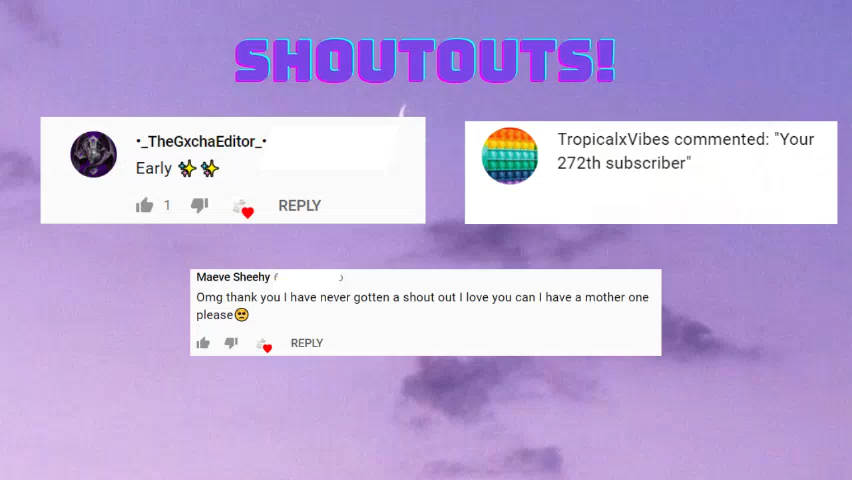 SHOUTOUTS!
•_TheGxchaEditor_•
Early ✨✨
1
REPLY
TropicalxVibes commented: "Your
272th subscriber"
Maeve Sheehy
Omg thank you I have never gotten a shout out I love you can I have a mother one
please🥺
REPLY